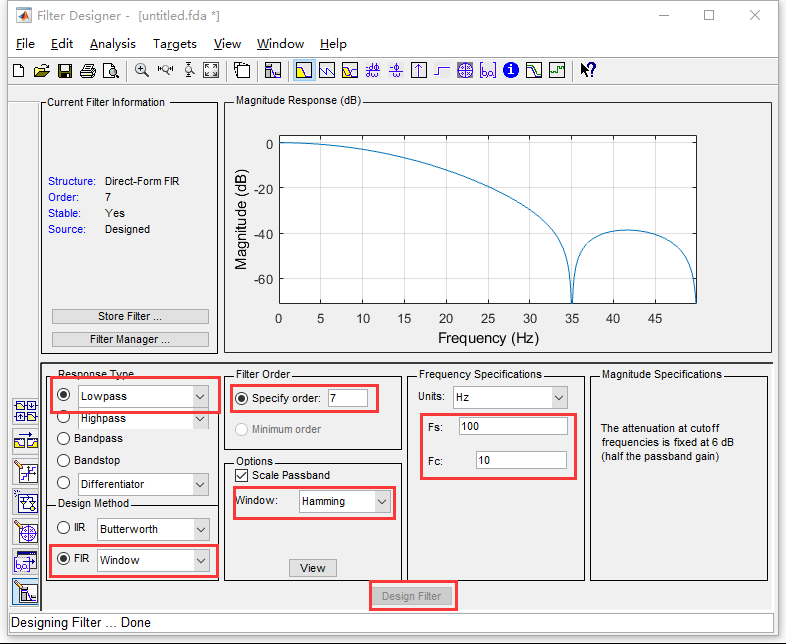 Filter Designer - [untitled.fda *]
File Edit Analysis Targets View Window Help
Current Filter Information
Structure: Direct-Form FIR
Order: 7
Stable: Yes
Source: Designed
Store Filter ...
Filter Manager ...
Magnitude Response (dB)
Magnitude (dB)
0
-20
-40
-60
0 5 10 15 20 25 30 35 40 45
Frequency (Hz)
Response Type
Lowpass
Highpass
Bandpass
Bandstop
Differentiator
Design Method
IIR Butterworth
FIR Window
Filter Order
Specify order: 7
Minimum order
Options
Scale Passband
Window: Hamming
View
Frequency Specifications
Units: Hz
Fs: 100
Fc: 10
Magnitude Specifications
The attenuation at cutoff
frequencies is fixed at 6 dB
(half the passband gain)
Design Filter
Designing Filter ... Done